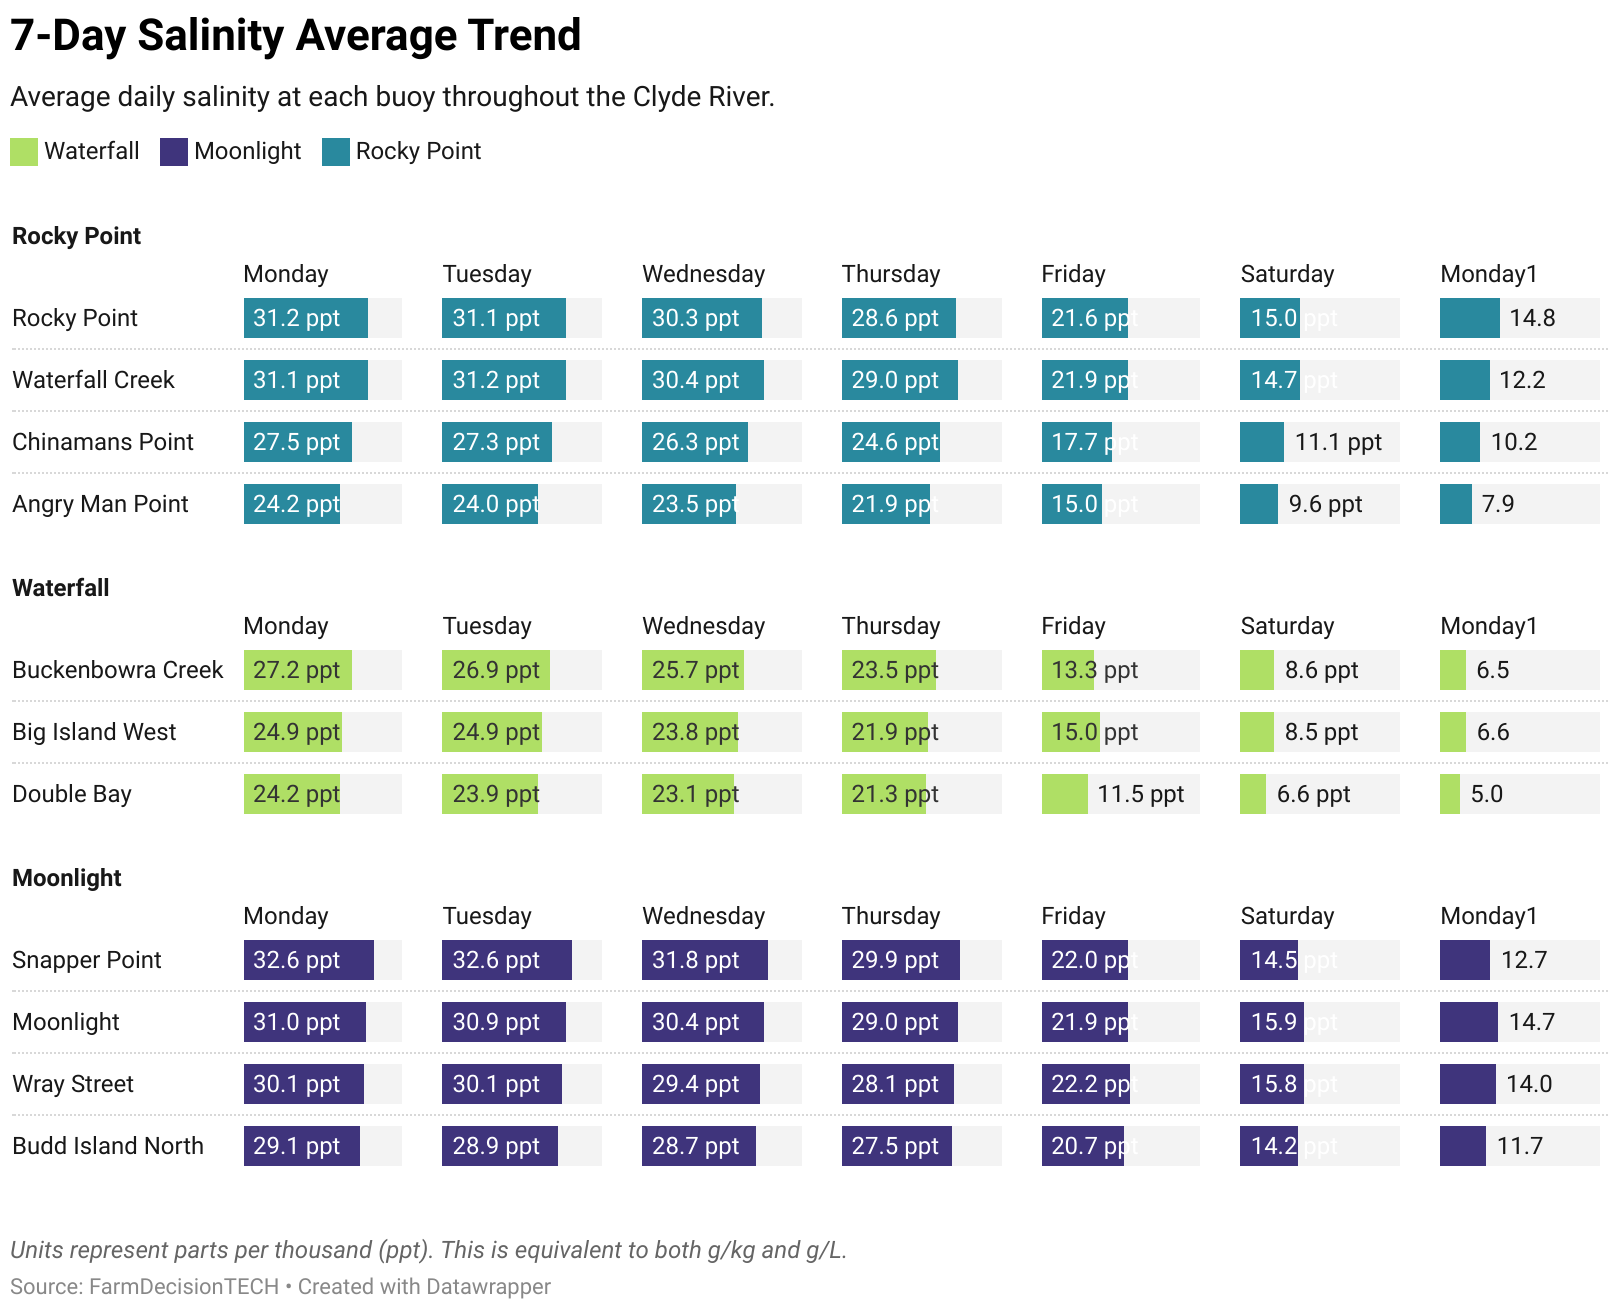 7-Day Salinity Average Trend
Average daily salinity at each buoy throughout the Clyde River.
Waterfall Moonlight Rocky Point
Rocky Point
Monday Tuesday Wednesday Thursday Friday Saturday Monday1
Rocky Point 31.2 ppt 31.1 ppt 30.3 ppt 28.6 ppt 21.6 ppt 15.0 ppt 14.8
Waterfall Creek 31.1 ppt 31.2 ppt 30.4 ppt 29.0 ppt 21.9 ppt 14.7 ppt 12.2
Chinamans Point 27.5 ppt 27.3 ppt 26.3 ppt 24.6 ppt 17.7 ppt 11.1 ppt 10.2
Angry Man Point 24.2 ppt 24.0 ppt 23.5 ppt 21.9 ppt 15.0 ppt 9.6 ppt 7.9
Waterfall
Monday Tuesday Wednesday Thursday Friday Saturday Monday1
Buckenbowra Creek 27.2 ppt 26.9 ppt 25.7 ppt 23.5 ppt 13.3 ppt 8.6 ppt 6.5
Big Island West 24.9 ppt 24.9 ppt 23.8 ppt 21.9 ppt 15.0 ppt 8.5 ppt 6.6
Double Bay 24.2 ppt 23.9 ppt 23.1 ppt 21.3 ppt 11.5 ppt 6.6 ppt 5.0
Moonlight
Monday Tuesday Wednesday Thursday Friday Saturday Monday1
Snapper Point 32.6 ppt 32.6 ppt 31.8 ppt 29.9 ppt 22.0 ppt 14.5 ppt 12.7
Moonlight 31.0 ppt 30.9 ppt 30.4 ppt 29.0 ppt 21.9 ppt 15.9 ppt 14.7
Wray Street 30.1 ppt 30.1 ppt 29.4 ppt 28.1 ppt 22.2 ppt 15.8 ppt 14.0
Budd Island North 29.1 ppt 28.9 ppt 28.7 ppt 27.5 ppt 20.7 ppt 14.2 ppt 11.7
Units represent parts per thousand (ppt). This is equivalent to both g/kg and g/L.
Source: FarmDecisionTECH • Created with Datawrapper